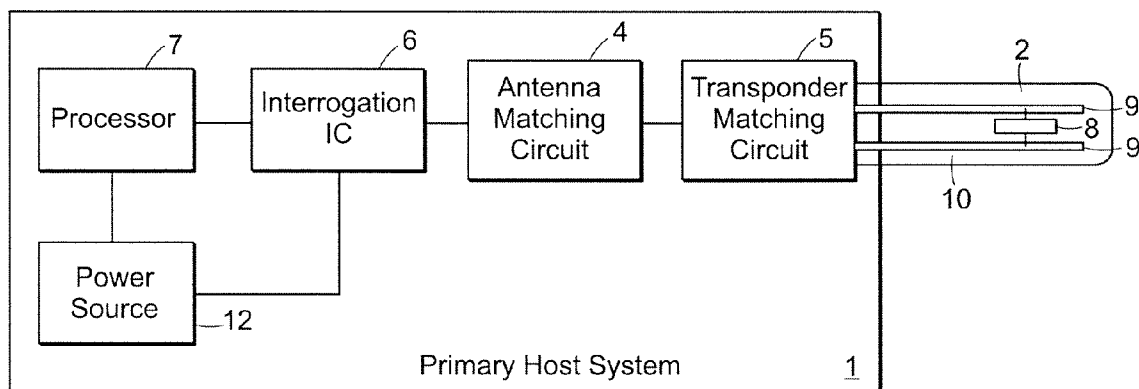 7
6
4
5
2
Processor
Interrogation
IC
Antenna
Matching
Circuit
Transponder
Matching
Circuit
9
8
9
10
Power
Source
12
Primary Host System
1